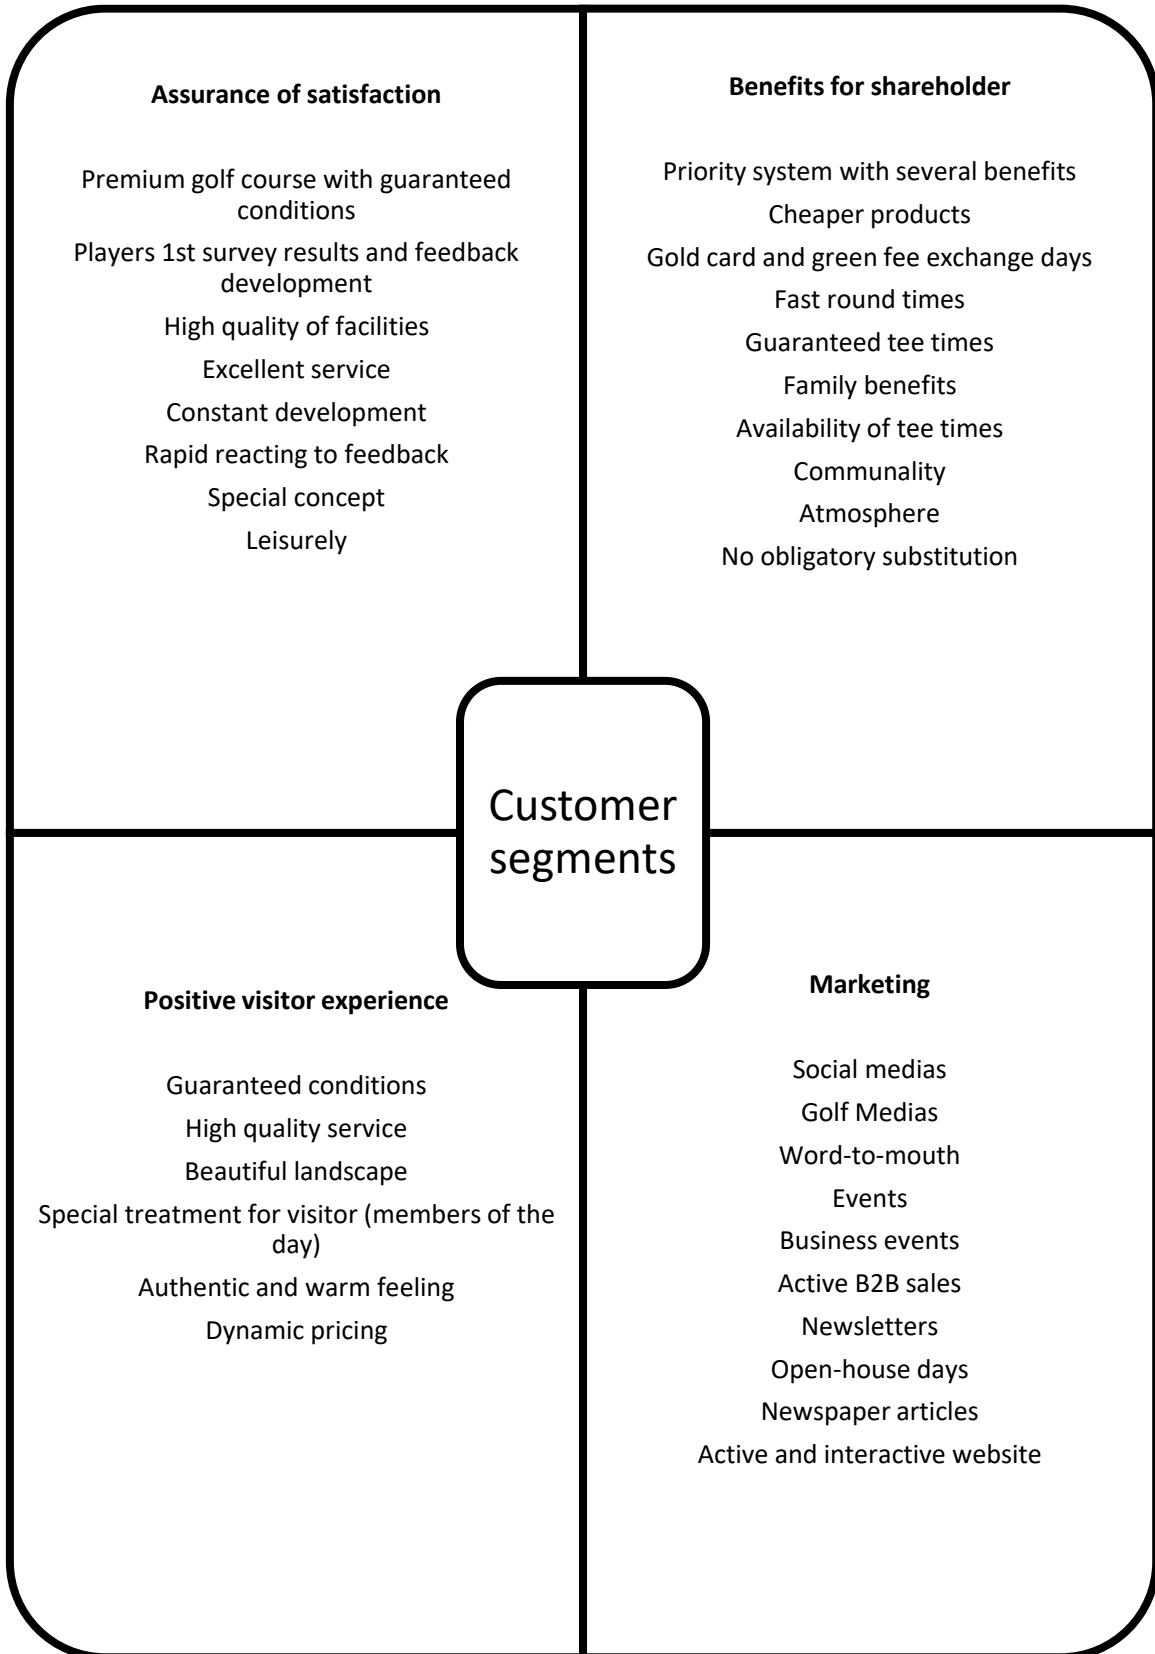 Assurance of satisfaction
Premium golf course with guaranteed
conditions
Players 1st survey results and feedback
development
High quality of facilities
Excellent service
Constant development
Rapid reacting to feedback
Special concept
Leisurely
Benefits for shareholder
Priority system with several benefits
Cheaper products
Gold card and green fee exchange days
Fast round times
Guaranteed tee times
Family benefits
Availability of tee times
Communality
Atmosphere
No obligatory substitution
Customer
segments
Positive visitor experience
Guaranteed conditions
High quality service
Beautiful landscape
Special treatment for visitor (members of the
day)
Authentic and warm feeling
Dynamic pricing
Marketing
Social medias
Golf Medias
Word-to-mouth
Events
Business events
Active B2B sales
Newsletters
Open-house days
Newspaper articles
Active and interactive website